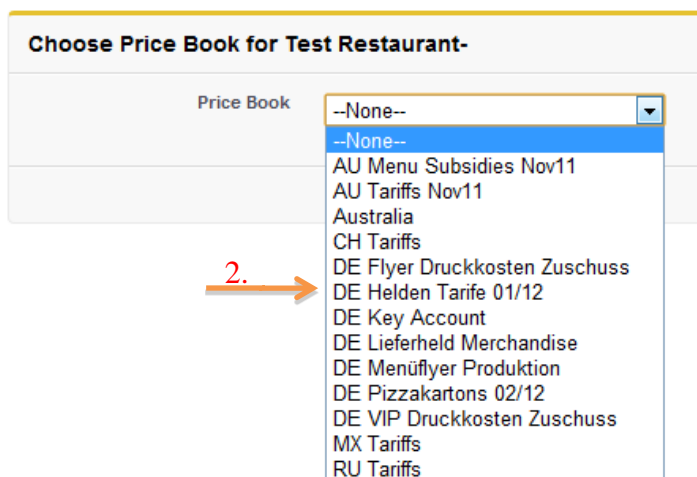 Choose Price Book for Test Restaurant-
Price Book
--None--
--None--
AU Menu Subsidies Nov11
AU Tariffs Nov11
Australia
CH Tariffs
DE Flyer Druckkosten Zuschuss
2.
DE Helden Tarife 01/12
DE Key Account
DE Lieferheld Merchandise
DE Menüflyer Produktion
DE Pizzakartons 02/12
DE VIP Druckkosten Zuschuss
MX Tariffs
RU Tariffs